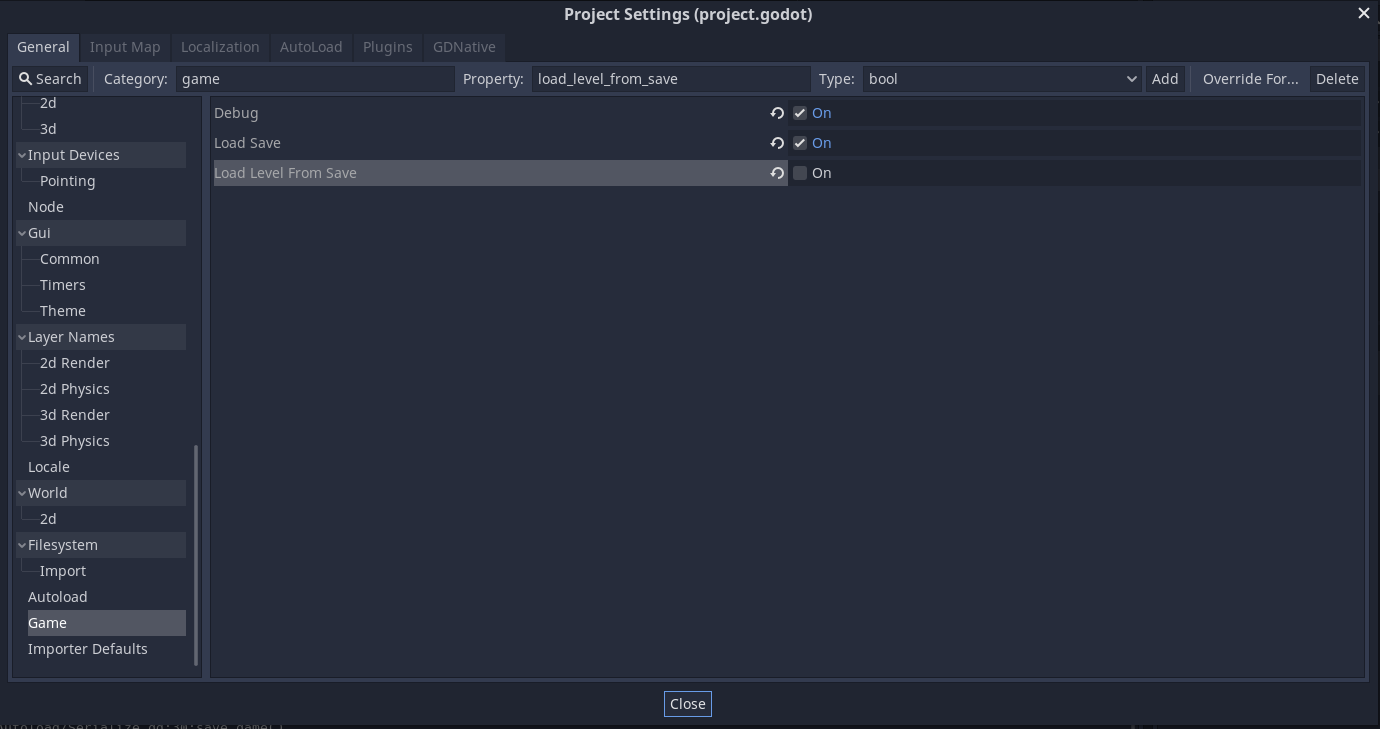 Project Settings (project.godot)
General Input Map Localization AutoLoad Plugins GDNative
Search Category: game Property: load_level_from_save Type: bool Add Override For... Delete
2d
3d
Input Devices
Pointing
Node
Gui
Common
Timers
Theme
Layer Names
2d Render
2d Physics
3d Render
3d Physics
Locale
World
2d
Filesystem
Import
Autoload
Game
Importer Defaults
Debug On
Load Save On
Load Level From Save On
Close